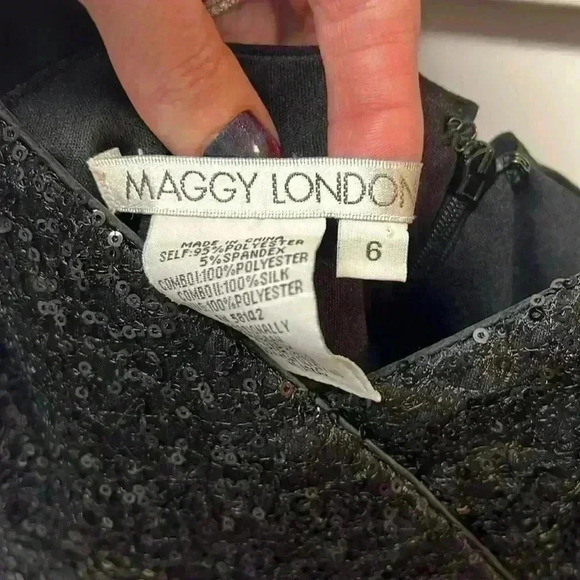 MAGGY LONDON
6
MADE IN CHINA
SELF:95%POLYESTER
5%SPANDEX
COMBO I:100%POLYESTER
COMBO II:100%SILK
100%POLYESTER
58142